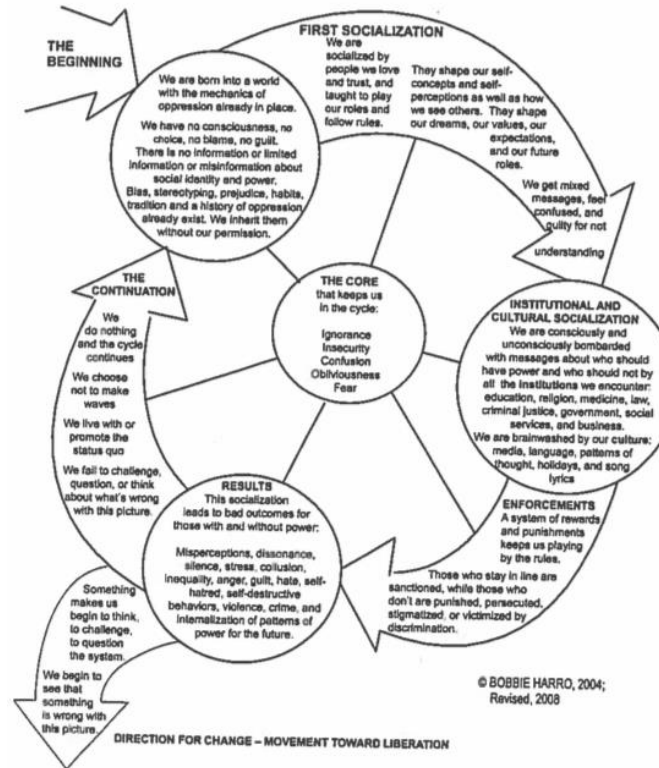 THE
BEGINNING
We are born into a world
with the mechanics of
oppression already in place.
We have no consciousness, no
choice, no blame, no guilt.
There is no information or limited
information or misinformation about
social identity and power.
Bias, stereotyping, prejudice, habits,
tradition and a history of oppression
already exist. We inherit them
without our permission.
FIRST SOCIALIZATION
We are
socialized by
people we love
and trust, and
taught to play
our roles and
follow rules.
They shape our self-
concepts and self-
perceptions as well as how
we see others. They shape
our dreams, our values, our
expectations,
and our future
roles.
We get mixed
messages, feel
confused, and
guilty for not
understanding
INSTITUTIONAL AND
CULTURAL SOCIALIZATION
We are consciously and
unconsciously bombarded
with messages about who should
have power and who should not by
all the institutions we encounter:
education, religion, medicine, law,
criminal justice, government, social
services, and business.
We are brainwashed by our culture:
media, language, patterns of
thought, holidays, and song
lyrics
ENFORCEMENTS
A system of rewards
and punishments
keeps us playing
by the rules.
Those who stay in line are
sanctioned, while those who
don't are punished, persecuted,
stigmatized, or victimized by
discrimination.
RESULTS
This socialization
leads to bad outcomes for
those with and without power:
Misperceptions, dissonance,
silence, stress, collusion,
inequality, anger, guilt, hate, self-
hatred, self-destructive
behaviors, violence, crime, and
internalization of patterns of
power for the future.
THE
CONTINUATION
We
do nothing
and the cycle
continues
We choose
not to make
waves
We live with or
promote the
status quo
We fail to challenge,
question, or think
about what's wrong
with this picture.
THE CORE
that keeps us
in the cycle:
Ignorance
Insecurity
Confusion
Obliviousness
Fear
Something
makes us
begin to think,
to challenge,
to question
the system.
We begin to
see that
something
is wrong with
this picture.
© BOBBIE HARRO, 2004;
Revised, 2008
DIRECTION FOR CHANGE – MOVEMENT TOWARD LIBERATION